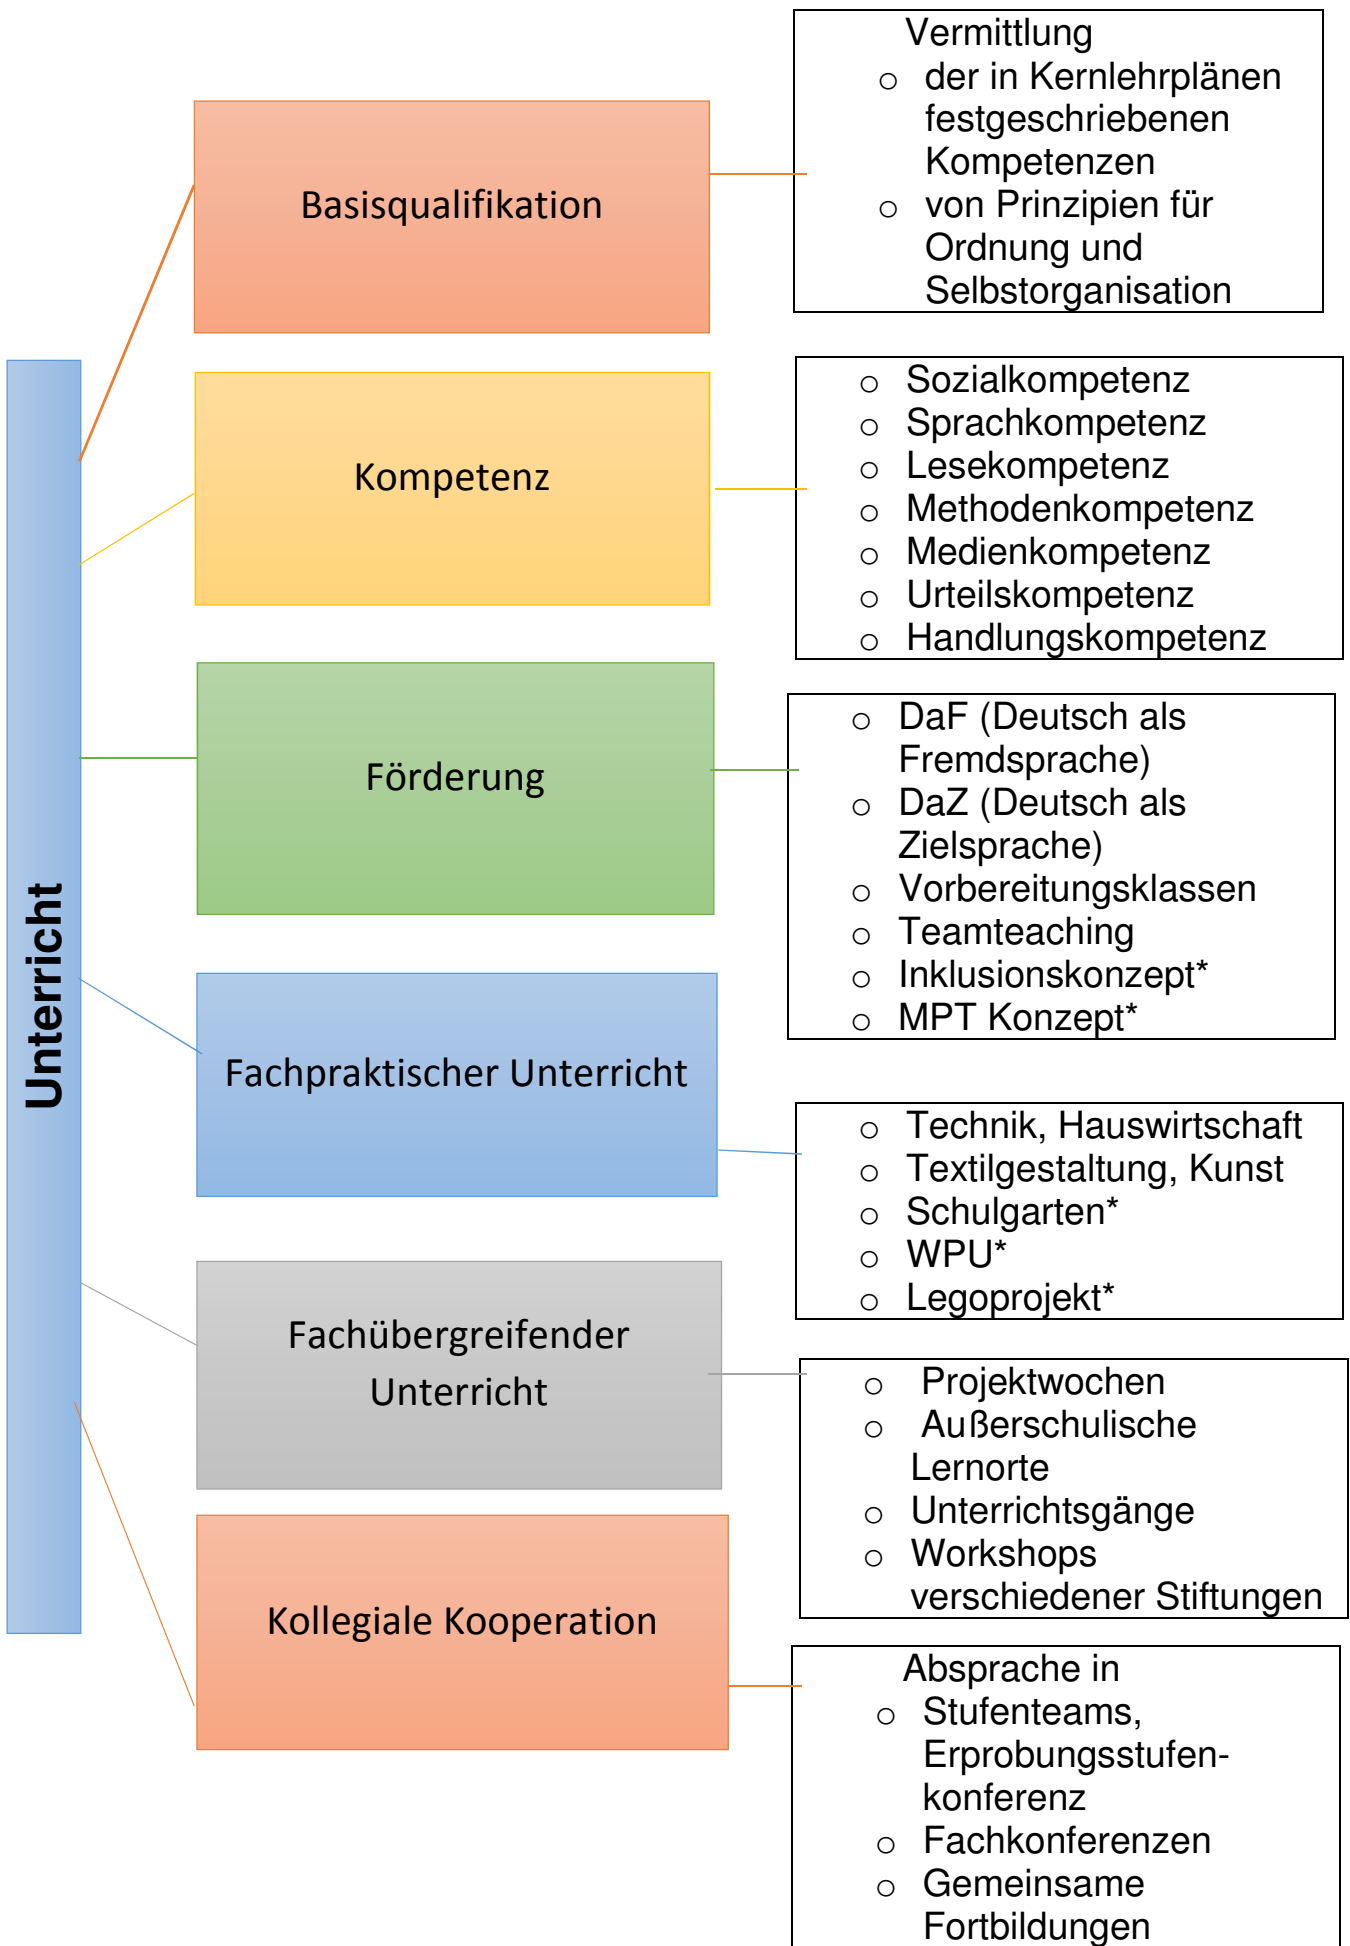 Unterricht
Basisqualifikation
Vermittlung
o der in Kernlehrplänen
festgeschriebenen
Kompetenzen
o von Prinzipien für
Ordnung und
Selbstorganisation
Kompetenz
o Sozialkompetenz
o Sprachkompetenz
o Lesekompetenz
o Methodenkompetenz
o Medienkompetenz
o Urteilskompetenz
o Handlungskompetenz
Förderung
o DaF (Deutsch als
Fremdsprache)
o DaZ (Deutsch als
Zielsprache)
o Vorbereitungsklassen
o Teamteaching
o Inklusionskonzept*
o MPT Konzept*
Fachpraktischer Unterricht
o Technik, Hauswirtschaft
o Textilgestaltung, Kunst
o Schulgarten*
o WPU*
o Legoprojekt*
Fachübergreifender
Unterricht
o Projektwochen
o Außerschulische
Lernorte
o Unterrichtsgänge
o Workshops
verschiedener Stiftungen
Kollegiale Kooperation
Absprache in
o Stufenteams,
Erprobungsstufen-
konferenz
o Fachkonferenzen
o Gemeinsame
Fortbildungen